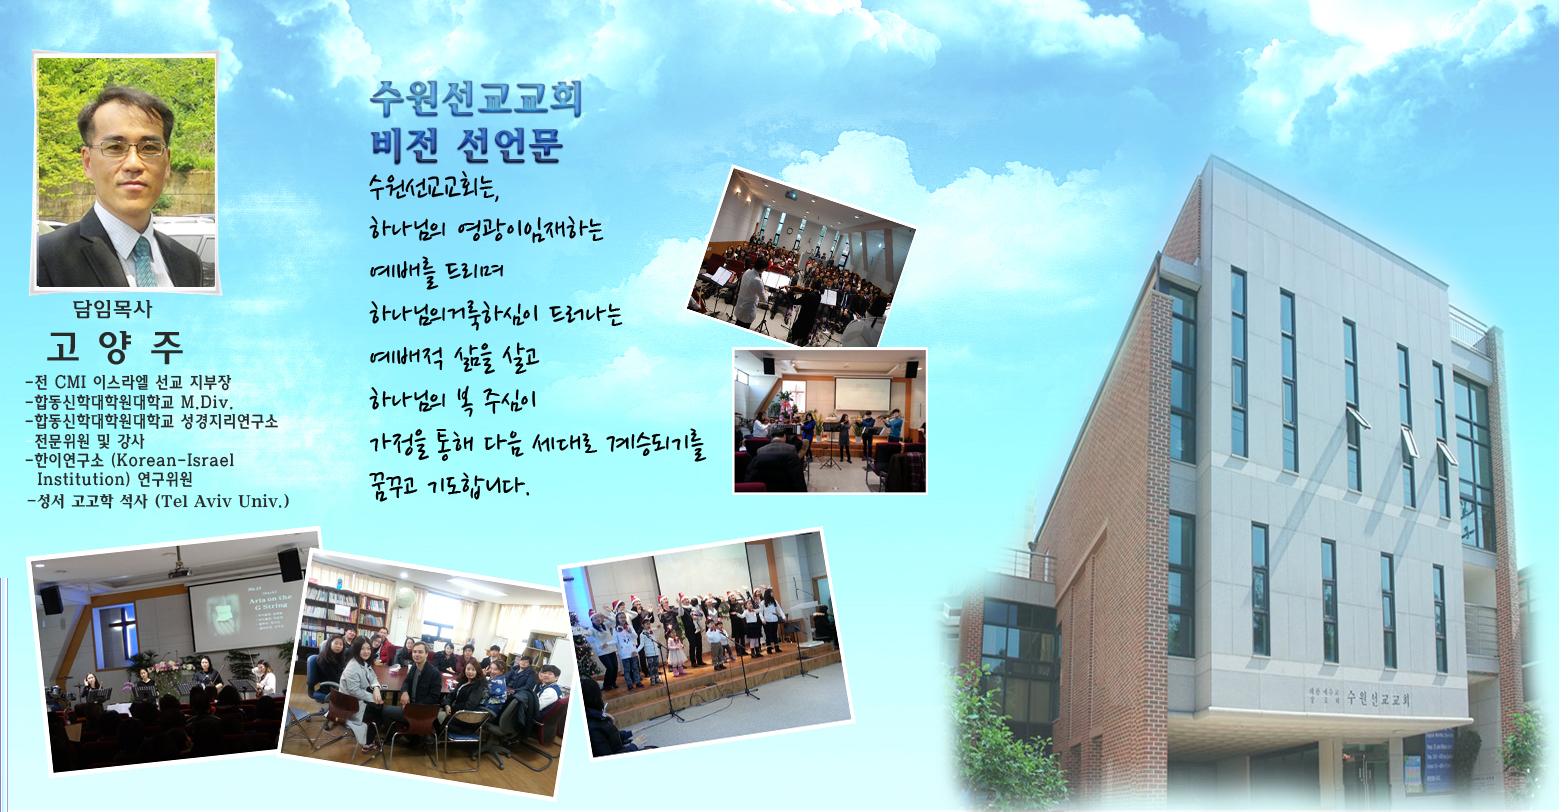 수원선교교회
비전 선언문
수원선교교회는,
하나님의 영광이임재하는
예배를 드리며
하나님의거룩하심이 드러나는
예배적 삶을 살고
하나님의 복 주심이
가정을 통해 다음 세대로 계승되기를
꿈꾸고 기도합니다.
담임목사
고 양 주
-전 CMI 이스라엘 선교 지부장
-합동신학대학원대학교 M.Div.
-합동신학대학원대학교 성경지리연구소
전문위원 및 강사
-한이연구소 (Korean-Israel
Institution) 연구위원
-성서 고고학 석사 (Tel Aviv Univ.)
Aria on the
G String
대한예수교
장로회
수원선교교회